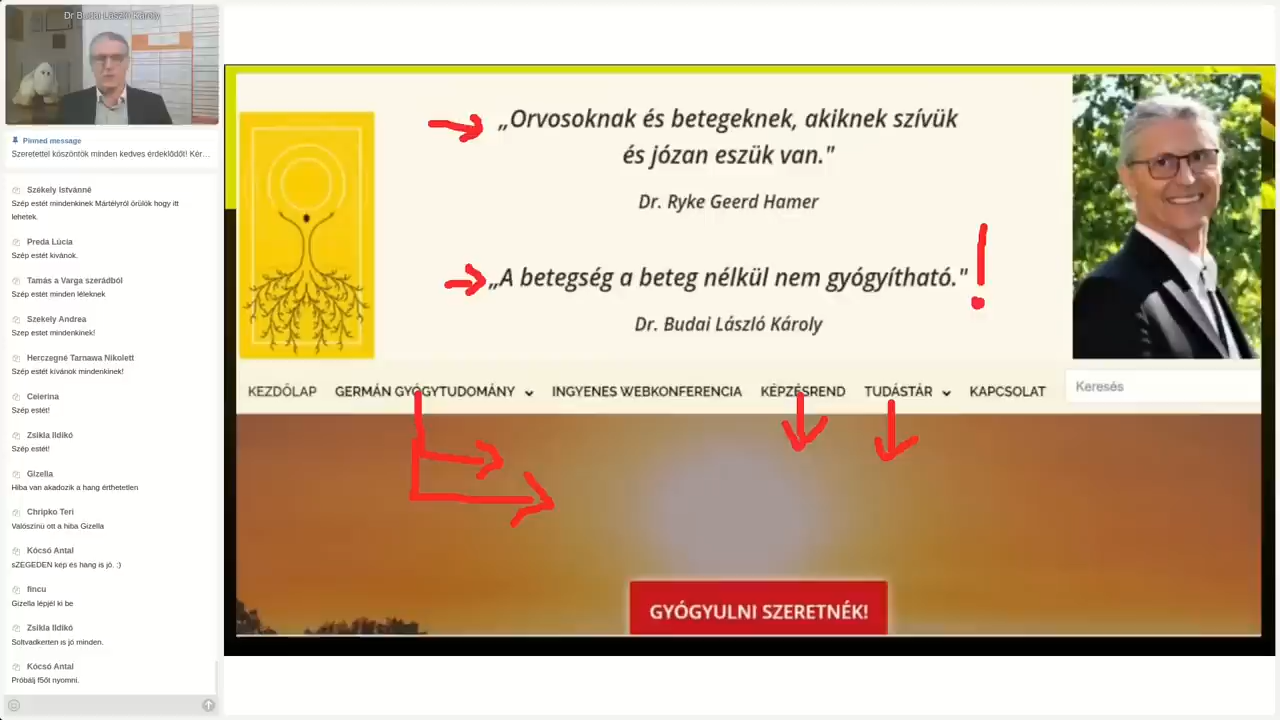 Dr Budai László Károly
Pinned message
Szeretettel köszöntök minden kedves érdeklődőt! Kér…
Székely Istvánné
Szép estét mindenkinek Mártélyról örülök hogy itt
lehetek.
Preda Lúcia
Szép estét kívánok.
Tamás a Varga szerádból
Szép estét minden léleknek
Szekely Andrea
Szep estet mindenkinek!
Herczegné Tarnawa Nikolett
Szép estét kívánok mindenkinek!
Ceierina
Szép estét!
Zsikla Ildikó
Szép estét!
Gizella
Hiba van akadozik a hang érthetetlen
Chripko Teri
Valószínű ott a hiba Gizella
Kócsó Antal
sZEGEDEN kép és hang is jó. :)
fincu
Gizella lépjél ki be
Zsikla Ildikó
Soltvadkerten is jó minden.
Kócsó Antal
Próbálj f5őt nyomni.
„Orvosoknak és betegeknek, akiknek szívük
és józan eszük van."
Dr. Ryke Geerd Hamer
„A betegség a beteg nélkül nem gyógyítható." !
Dr. Budai László Károly
KEZDŐLAP GERMÁN GYÓGYTUDOMÁNY INGYENES WEBKONFERENCIA KÉPZÉSREND TUDÁSTÁR KAPCSOLAT Keresés
GYÓGYULNI SZERETNÉK!